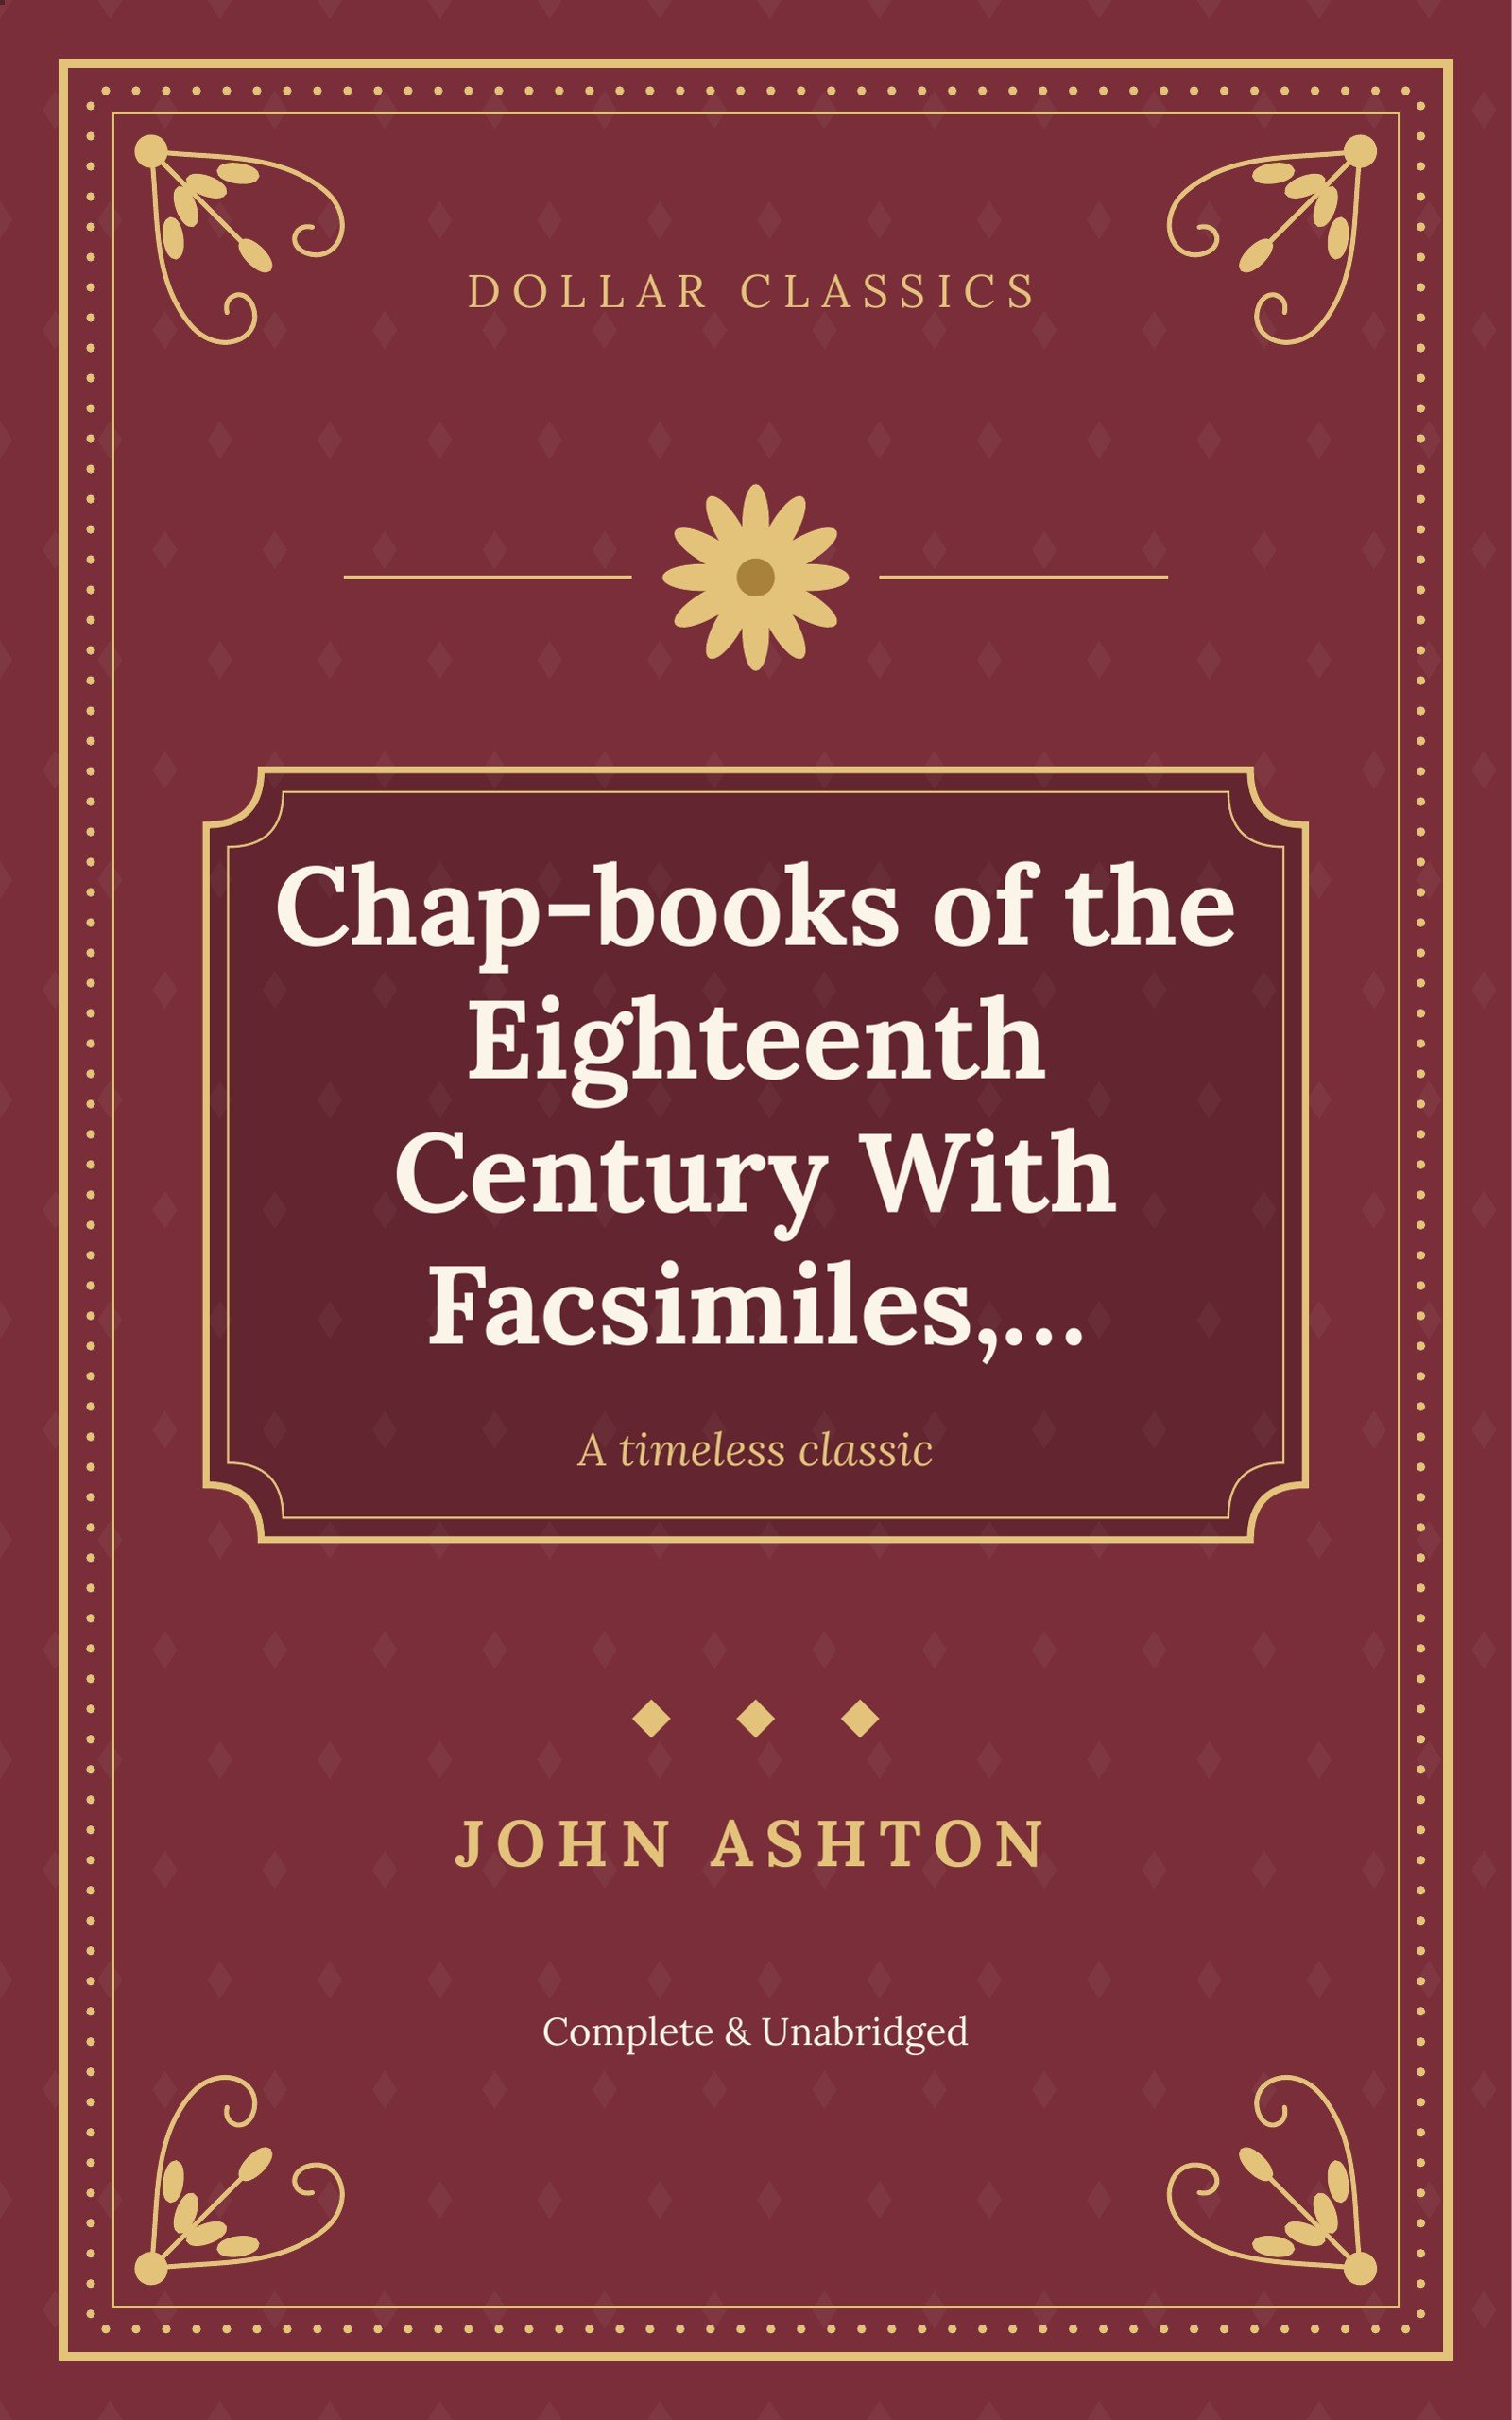 DOLLAR CLASSICS
Chap-books of the
Eighteenth
Century With
Facsimiles,...
A timeless classic
JOHN ASHTON
Complete & Unabridged